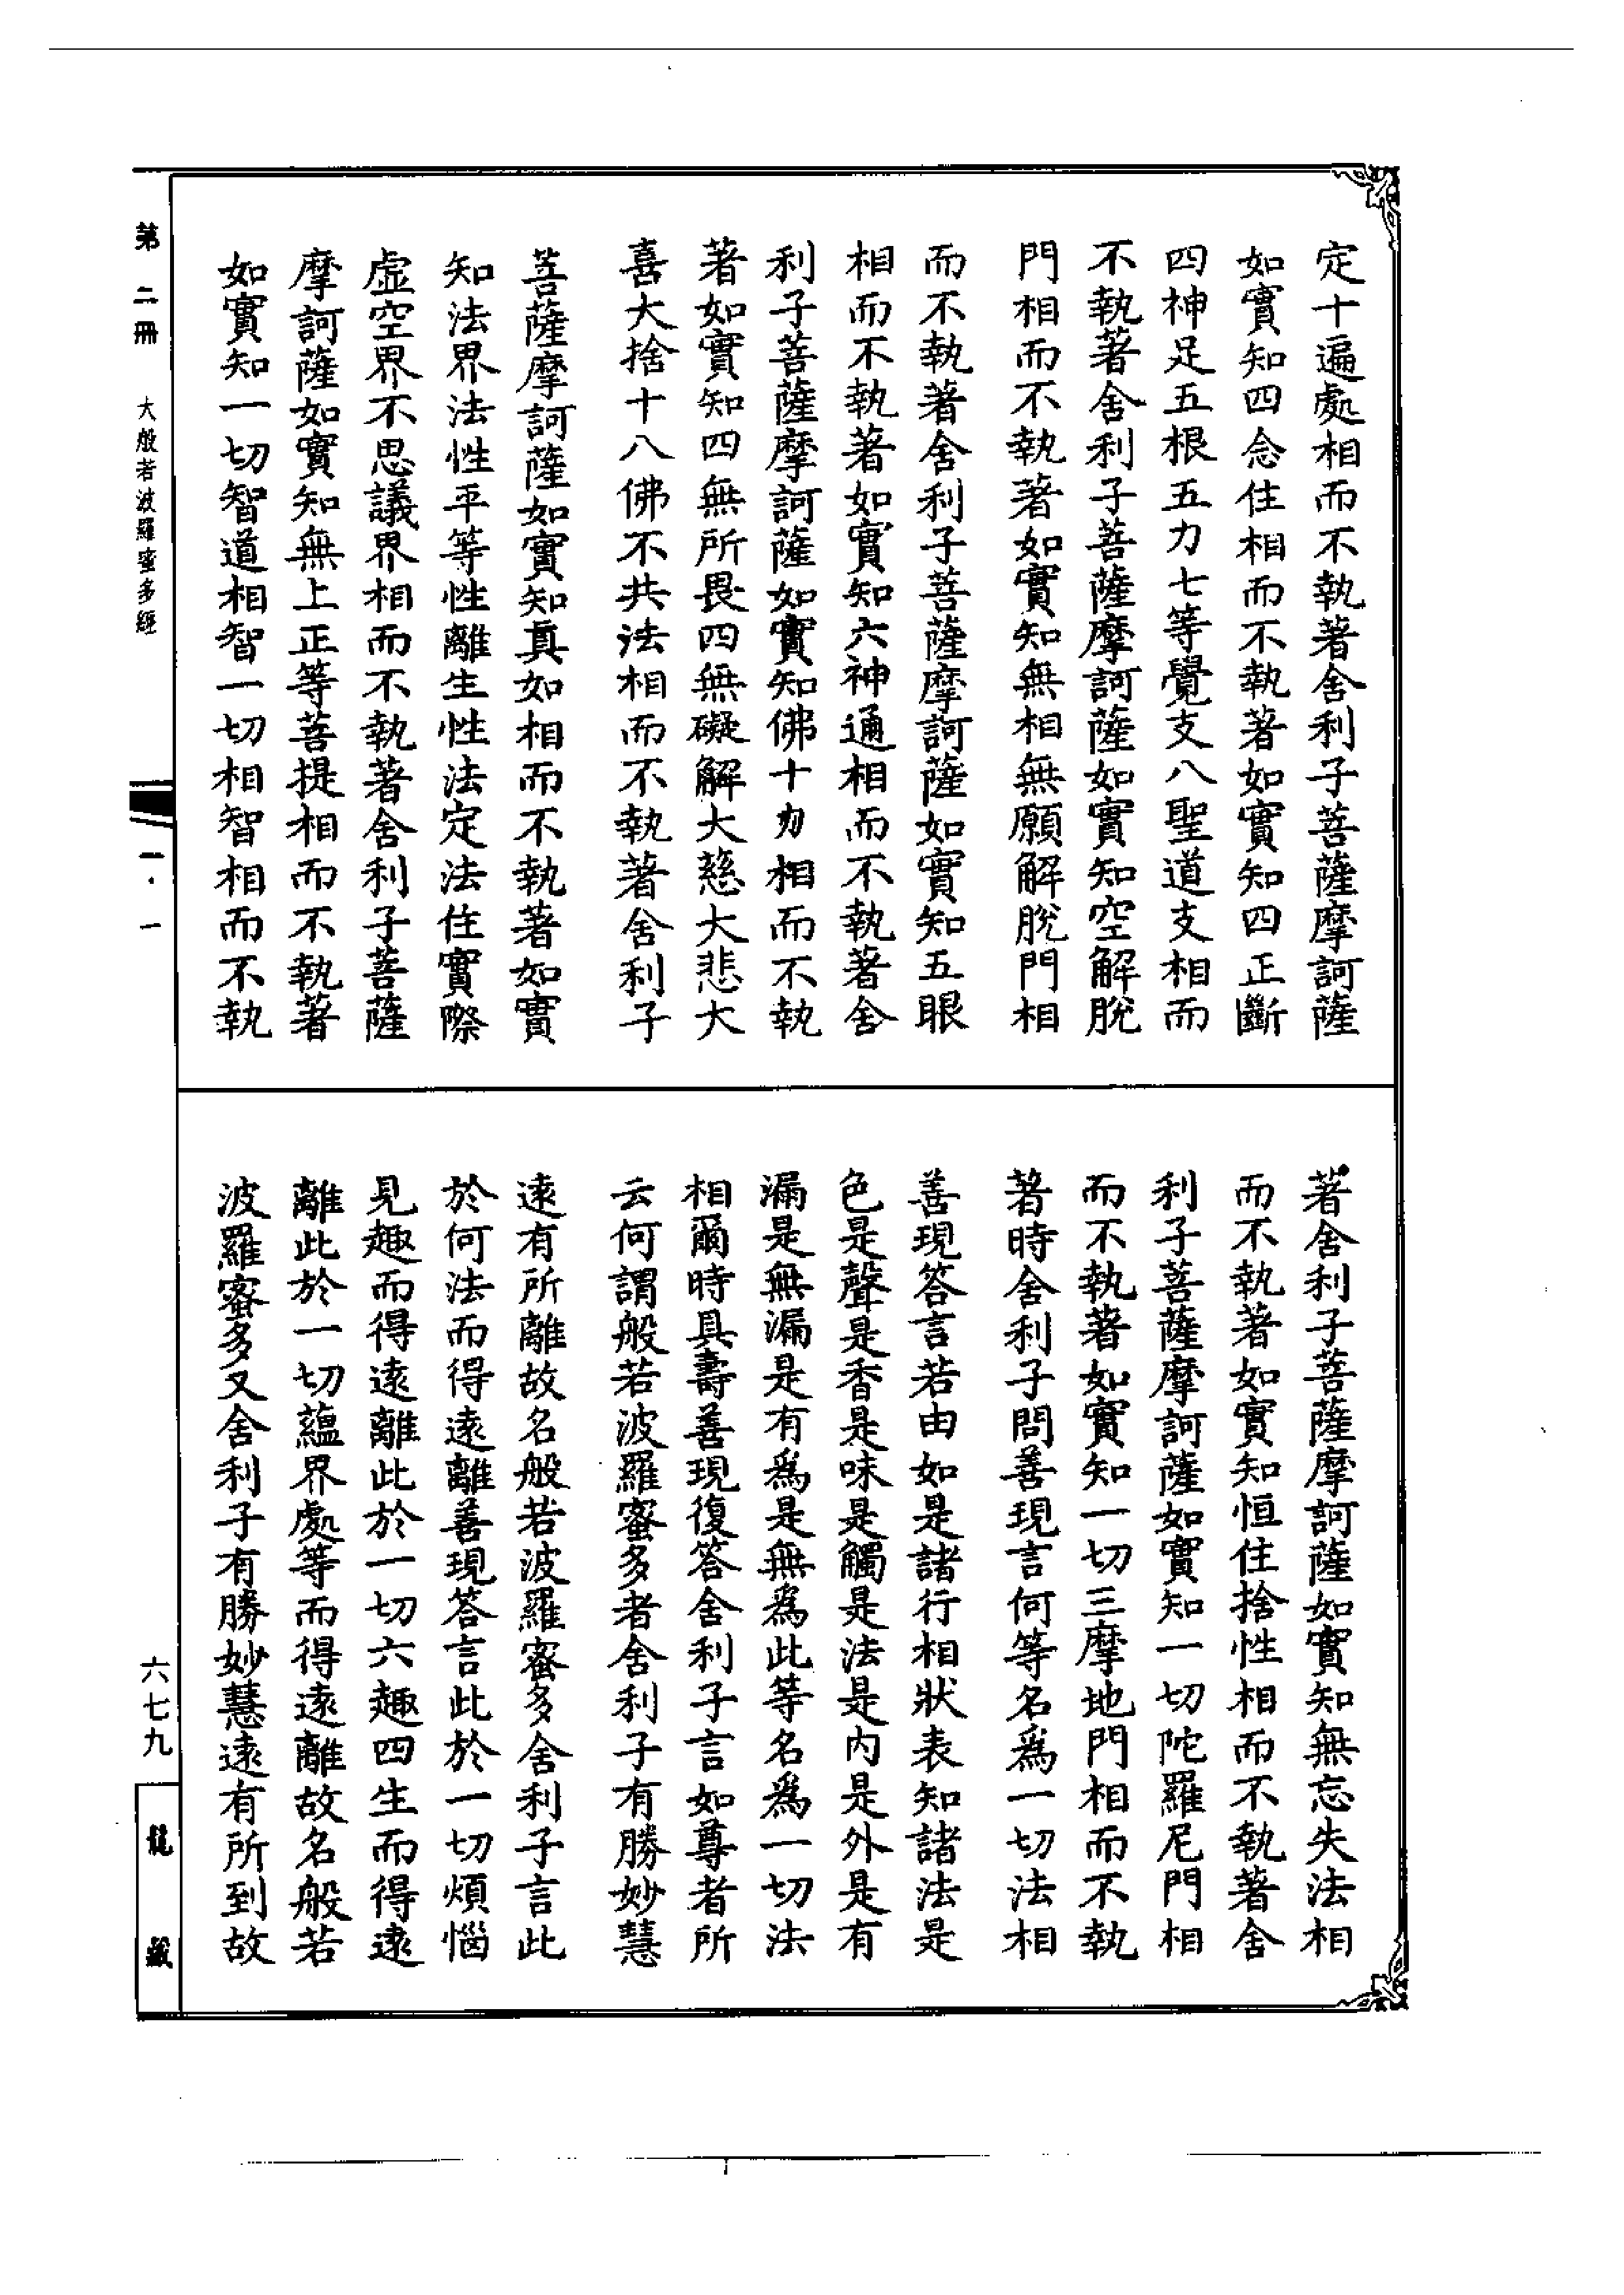 定十遍處相而不執著舍利子菩薩摩訶薩
如實知四念住相而不執著如實知四正斷
四神足五根五力七等覺支八聖道支相而
不執著舍利子菩薩摩訶薩如實知空解脫
門相而不執著如實知無相無願解脫門相
而不執著舍利子菩薩摩訶薩如實知五眼
相而不執著如實知六神通相而不執著舍
利子菩薩摩訶薩如實知佛十力相而不執
著如實知四無所畏四無礙解大慈大悲大
喜大捨十八佛不共法相而不執著舍利子
菩薩摩訶薩如實知真如相而不執著如實
知法界法性平等性離生性法定法住實際
虛空界不思議界相而不執著舍利子菩薩
摩訶薩如實知無上正等菩提相而不執著
如實知一切智道相智一切相智相而不執
著舍利子菩薩摩訶薩如實知無忘失法相
而不執著如實知恒住捨性相而不執著舍
利子菩薩摩訶薩如實知一切陀羅尼門相
而不執著如實知一切三摩地門相而不執
著時舍利子問善現言何等名為一切法相
善現答言若由如是諸行相狀表知諸法是
色是聲是香是味是觸是法是內是外是有
漏是無漏是有為是無為此等名為一切法
相爾時具壽善現復答舍利子言如尊者所
云何謂般若波羅蜜多者舍利子有勝妙慧
遠有所離故名般若波羅蜜多舍利子言此
於何法而得遠離善現答言此於一切煩惱
見趣而得遠離此於一切六趣四生而得遠
離此於一切蘊界處等而得遠離故名般若
波羅蜜多又舍利子有勝妙慧遠有所到故
第二冊 大般若波羅蜜多經
一·一
六七九
龍藏